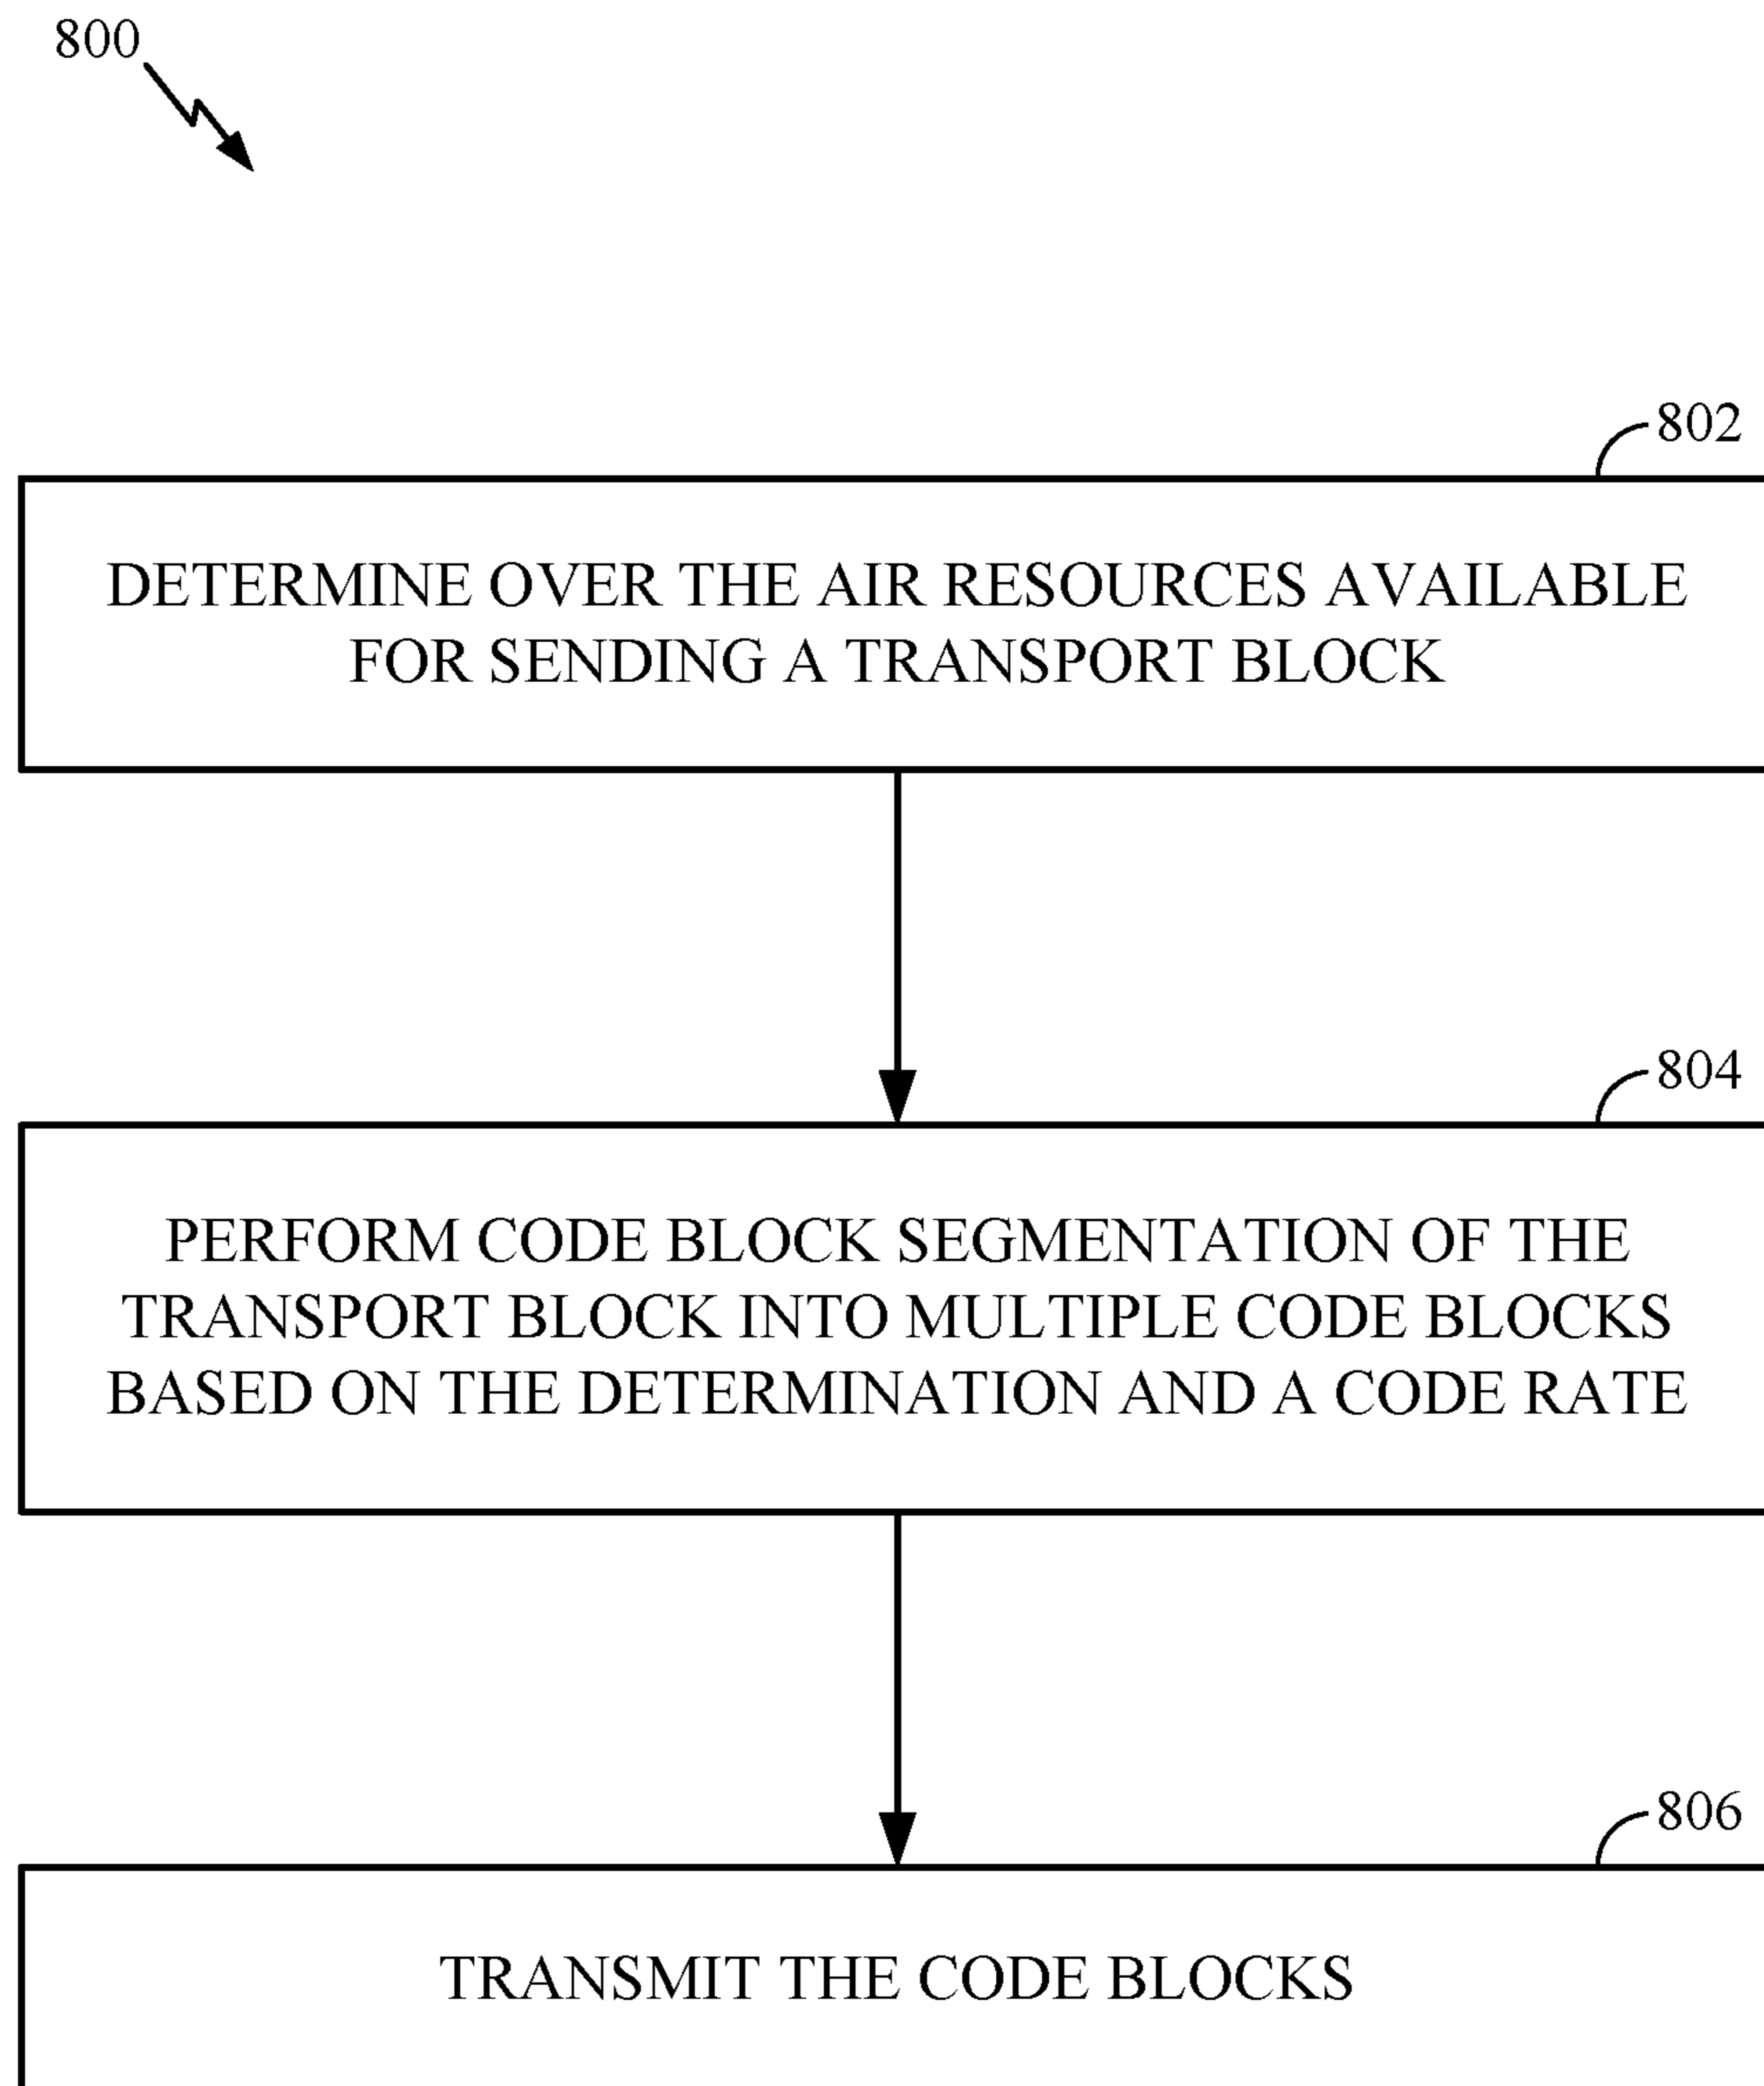 800
802
DETERMINE OVER THE AIR RESOURCES AVAILABLE
FOR SENDING A TRANSPORT BLOCK
804
PERFORM CODE BLOCK SEGMENTATION OF THE
TRANSPORT BLOCK INTO MULTIPLE CODE BLOCKS
BASED ON THE DETERMINATION AND A CODE RATE
806
TRANSMIT THE CODE BLOCKS